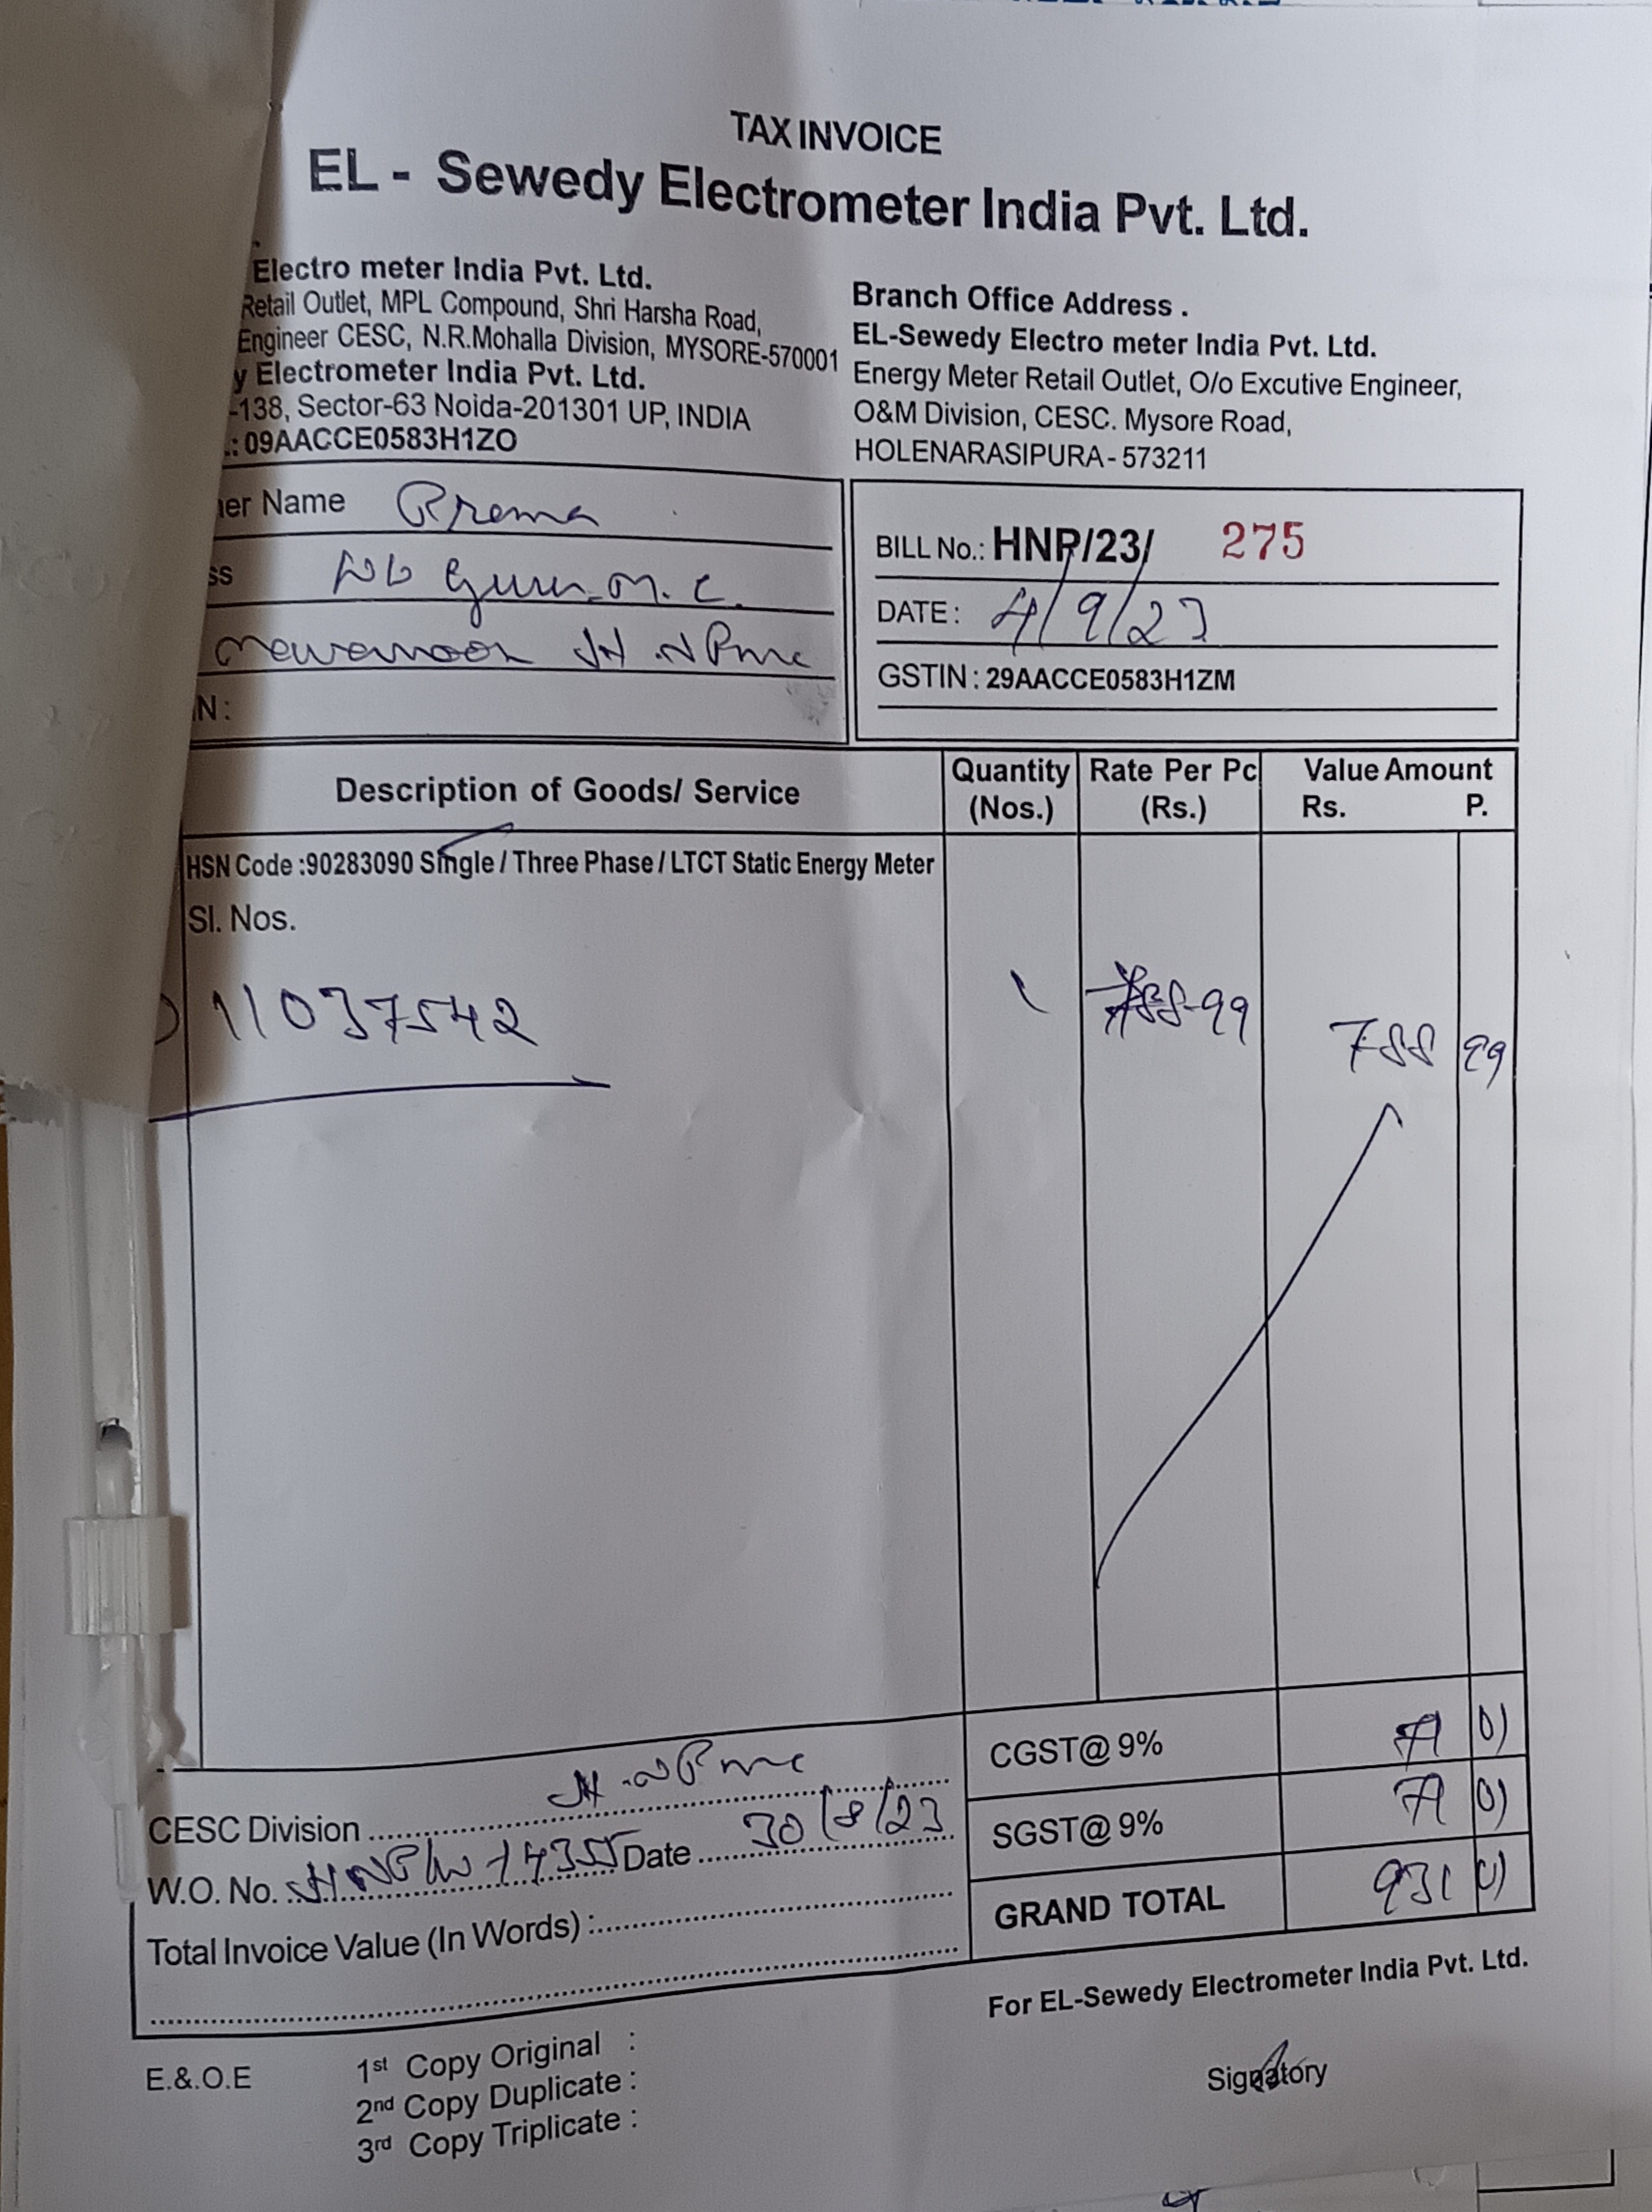 TAX INVOICE
EL - Sewedy Electrometer India Pvt. Ltd.
Electro meter India Pvt. Ltd.
Retail Outlet, MPL Compound, Shri Harsha Road,
Engineer CESC, N.R.Mohalla Division, MYSORE-570001
y Electrometer India Pvt. Ltd.
-138, Sector-63 Noida-201301 UP, INDIA
.: 09AACCE0583H1ZO
Branch Office Address .
EL-Sewedy Electro meter India Pvt. Ltd.
Energy Meter Retail Outlet, O/o Excutive Engineer,
O&M Division, CESC. Mysore Road,
HOLENARASIPURA - 573211
er Name Prema
ss
H.N Pura
N :
BILL No.: HNP/23/ 275
DATE : 4/9/23
GSTIN : 29AACCE0583H1ZM
Description of Goods/ Service Quantity (Nos.) Rate Per Pc (Rs.) Value Amount Rs. P.
HSN Code :90283090 Single / Three Phase / LTCT Static Energy Meter
Sl. Nos.
11037542 1 788-99 788 99
CGST@ 9% 71 01
SGST@ 9% 71 01
GRAND TOTAL 931 01
CESC Division
W.O. No. Date 30/8/23
Total Invoice Value (In Words) :
For EL-Sewedy Electrometer India Pvt. Ltd.
Signatory
E.&.O.E
1st Copy Original :
2nd Copy Duplicate :
3rd Copy Triplicate :